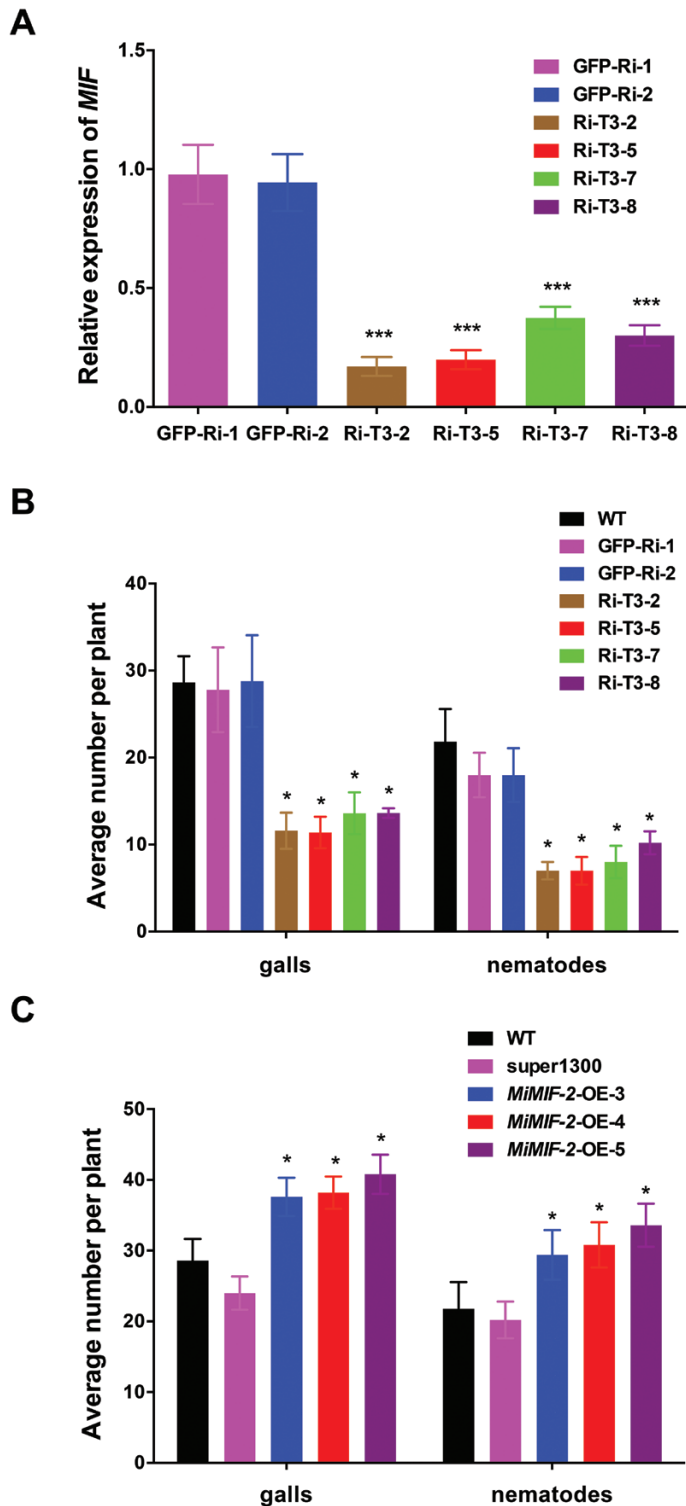 A
Relative expression of MIF
1.5
1.0
0.5
0.0
GFP-Ri-1
GFP-Ri-2
Ri-T3-2
Ri-T3-5
Ri-T3-7
Ri-T3-8
*** *** *** ***
GFP-Ri-1 GFP-Ri-2 Ri-T3-2 Ri-T3-5 Ri-T3-7 Ri-T3-8
B
Average number per plant
WT
GFP-Ri-1
GFP-Ri-2
Ri-T3-2
Ri-T3-5
Ri-T3-7
Ri-T3-8
40
30
20
10
0
* * * * * * * *
galls nematodes
C
Average number per plant
WT
super1300
MiMIF-2-OE-3
MiMIF-2-OE-4
MiMIF-2-OE-5
50
40
30
20
10
0
* * * * * *
galls nematodes